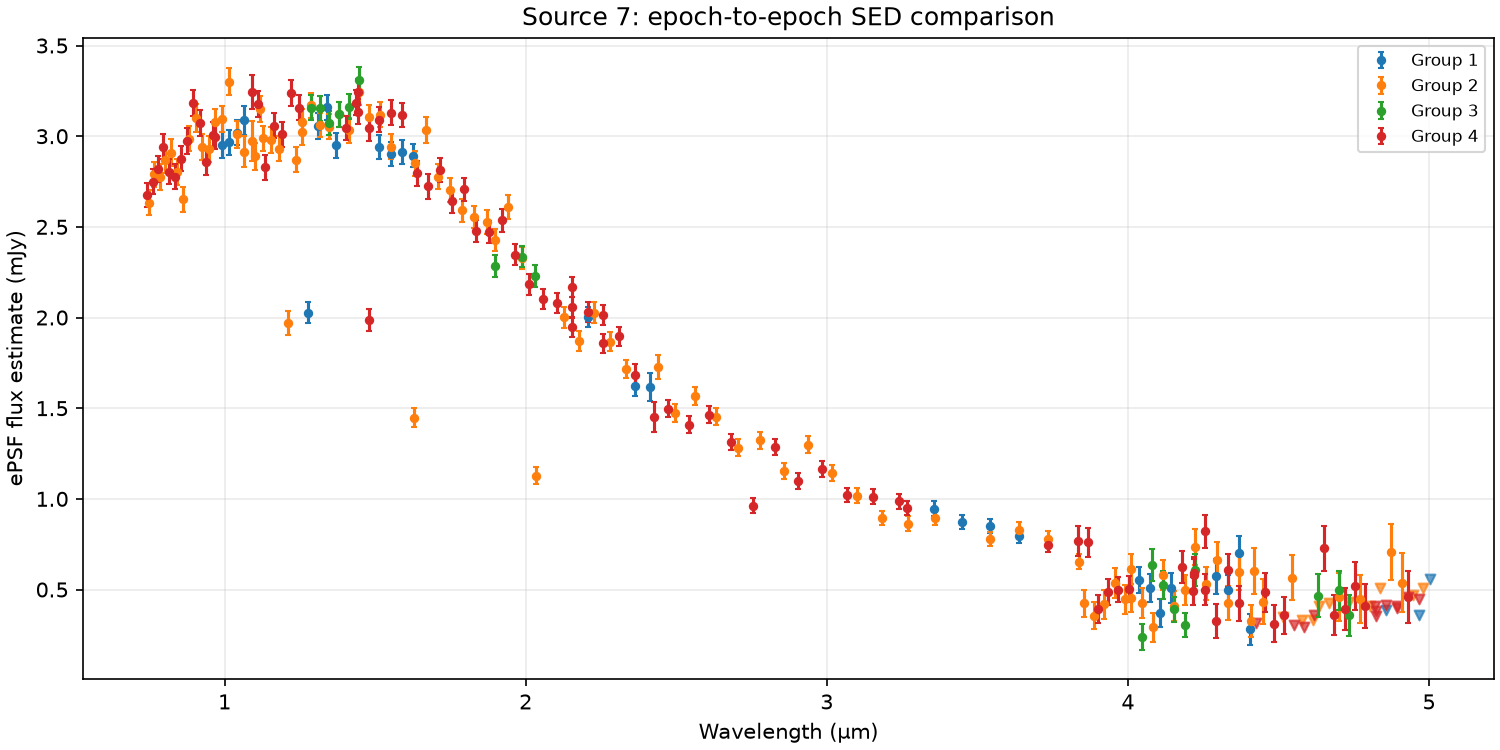 Source 7: epoch-to-epoch SED comparison
ePSF flux estimate (mJy)
3.5
3.0
2.5
2.0
1.5
1.0
0.5
Group 1
Group 2
Group 3
Group 4
1 2 3 4 5
Wavelength (μm)